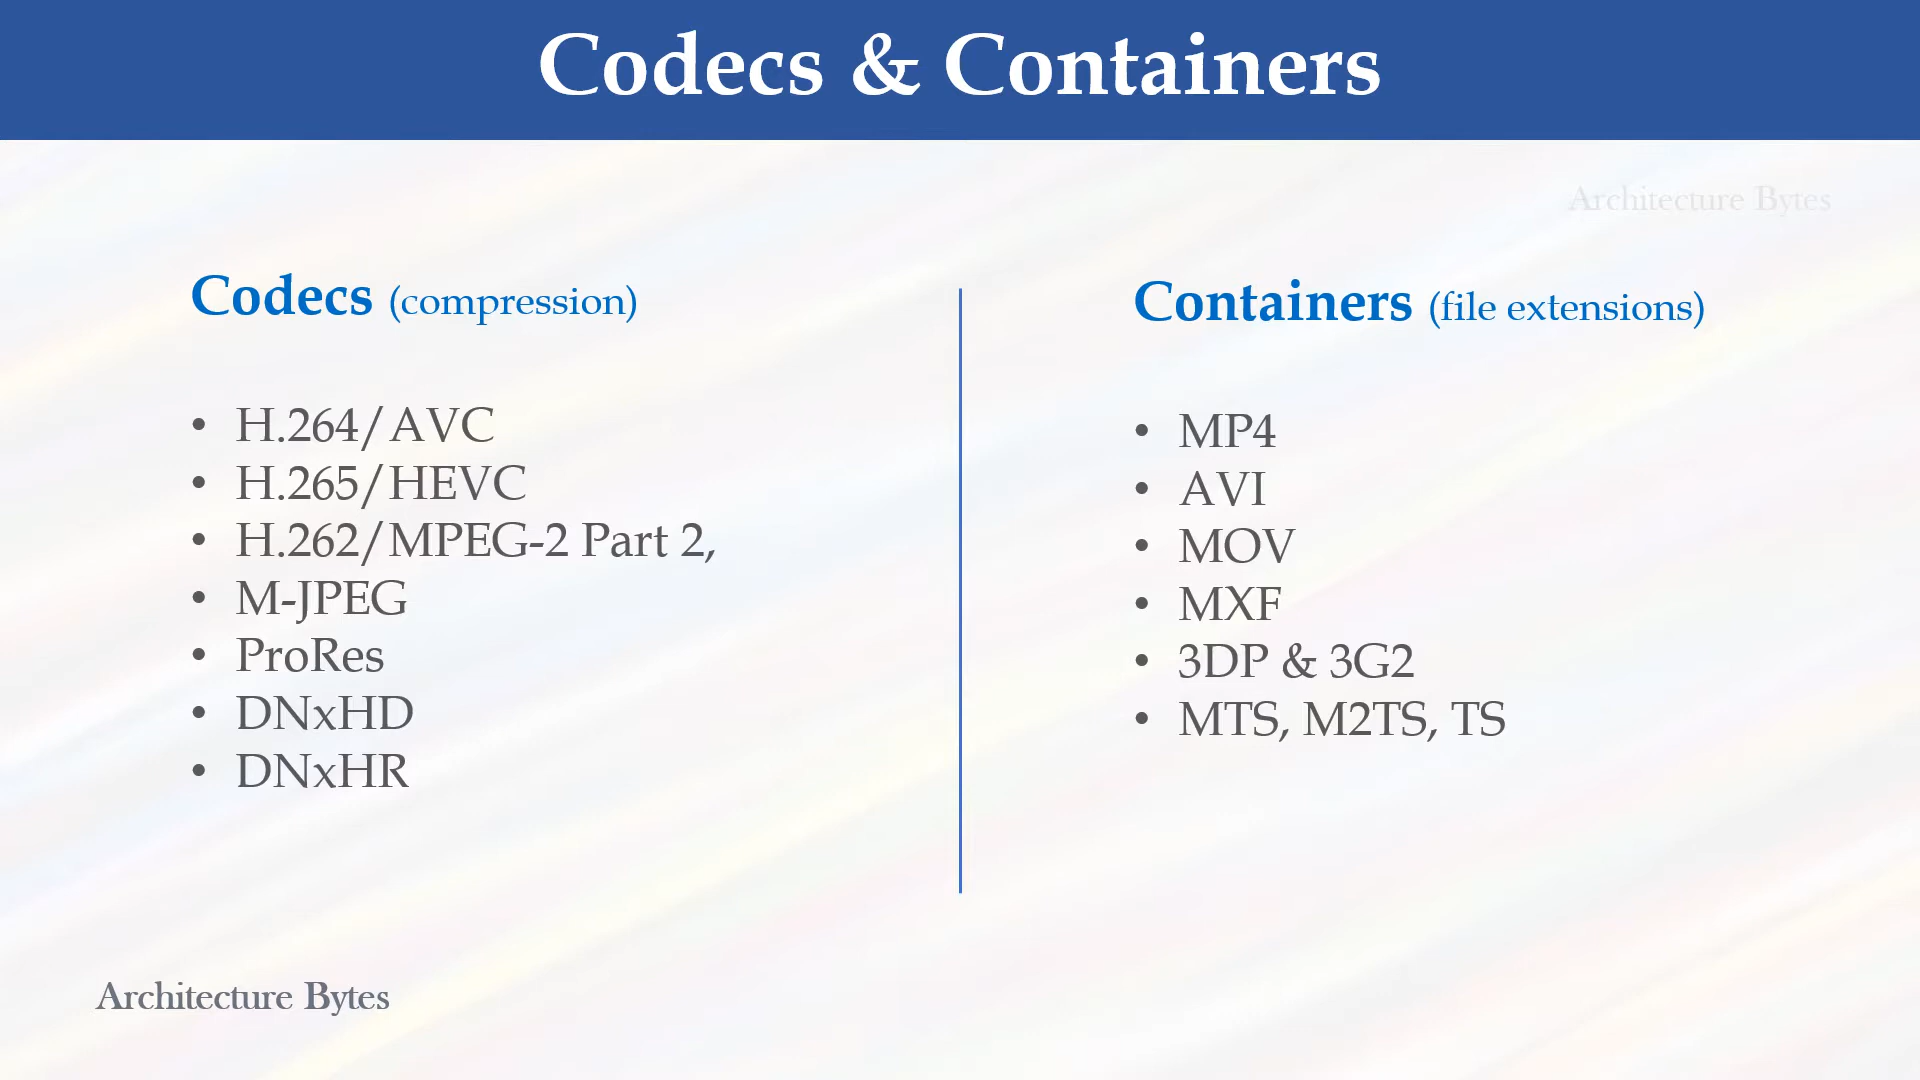 Codecs & Containers
Architecture Bytes
Codecs (compression)
• H.264/AVC
• H.265/HEVC
• H.262/MPEG-2 Part 2,
• M-JPEG
• ProRes
• DNxHD
• DNxHR
Containers (file extensions)
• MP4
• AVI
• MOV
• MXF
• 3DP & 3G2
• MTS, M2TS, TS
Architecture Bytes